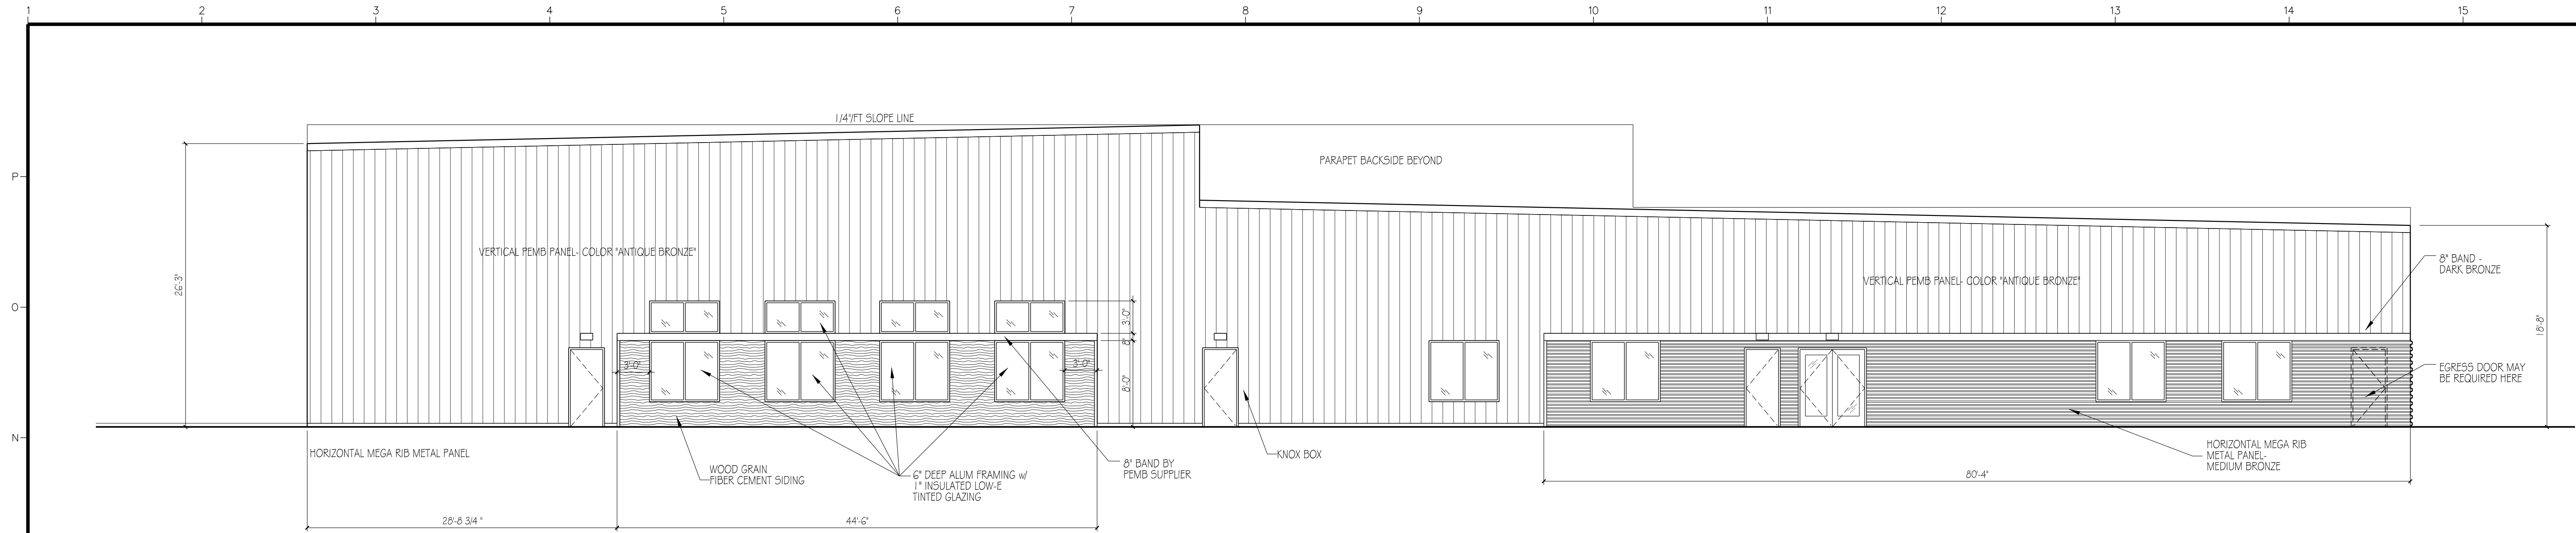 1 2 3 4 5 6 7 8 9 10 11 12 13 14 15
P
O
N
1/4"/FT SLOPE LINE
PARAPET BACKSIDE BEYOND
VERTICAL PEMB PANEL- COLOR "ANTIQUE BRONZE"
VERTICAL PEMB PANEL- COLOR "ANTIQUE BRONZE"
8" BAND -
DARK BRONZE
26'-3"
18'-8"
3'-0"
8"
8'-0"
3'-0"
3'-0"
EGRESS DOOR MAY
BE REQUIRED HERE
HORIZONTAL MEGA RIB METAL PANEL
WOOD GRAIN
FIBER CEMENT SIDING
6" DEEP ALUM FRAMING w/
1" INSULATED LOW-E
TINTED GLAZING
8" BAND BY
PEMB SUPPLIER
KNOX BOX
HORIZONTAL MEGA RIB
METAL PANEL-
MEDIUM BRONZE
80'-4"
28'-8 3/4 "
44'-6"